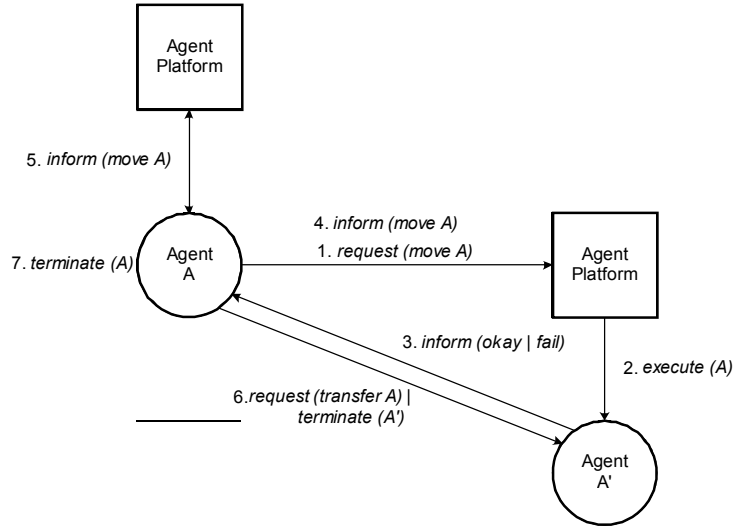 Agent
Platform
5. inform (move A)
4. inform (move A)
Agent
A
7. terminate (A)
1. request (move A)
Agent
Platform
3. inform (okay | fail)
2. execute (A)
6.request (transfer A) |
terminate (A')
Agent
A'